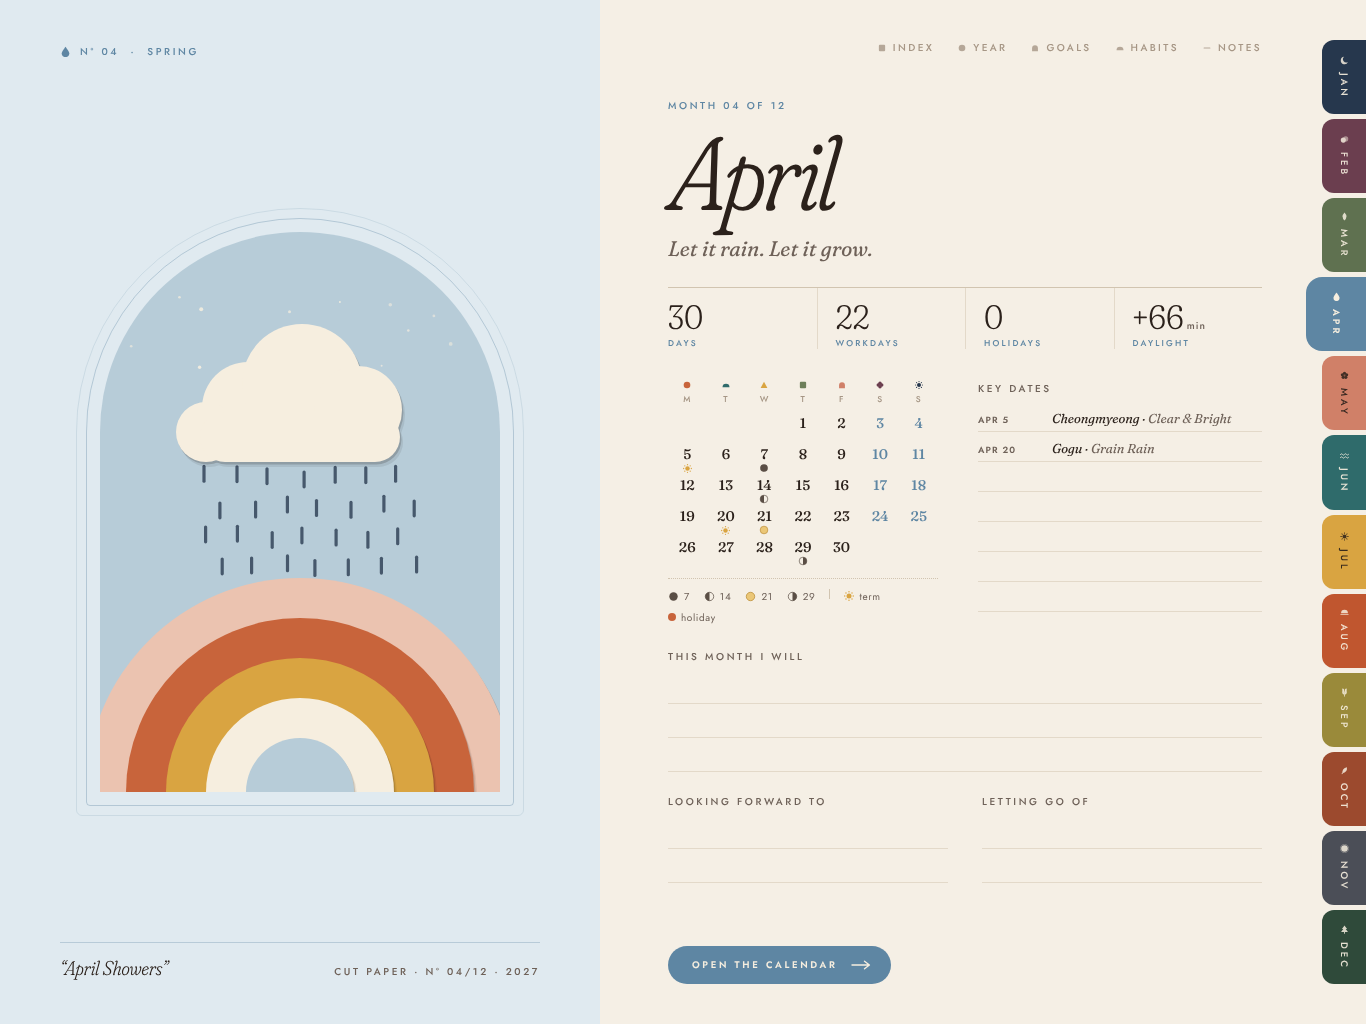 N° 04 · SPRING
INDEX YEAR GOALS HABITS NOTES
MONTH 04 OF 12
April
Let it rain. Let it grow.
30 22 0 +66 min
DAYS WORKDAYS HOLIDAYS DAYLIGHT
M T W T F S S
1 2 3 4
5 6 7 8 9 10 11
12 13 14 15 16 17 18
19 20 21 22 23 24 25
26 27 28 29 30
7 14 21 29 term
holiday
KEY DATES
APR 5 Cheongmyeong · Clear & Bright
APR 20 Gogu · Grain Rain
THIS MONTH I WILL
LOOKING FORWARD TO LETTING GO OF
OPEN THE CALENDAR
“April Showers” CUT PAPER · N° 04/12 · 2027
JAN
FEB
MAR
APR
MAY
JUN
JUL
AUG
SEP
OCT
NOV
DEC